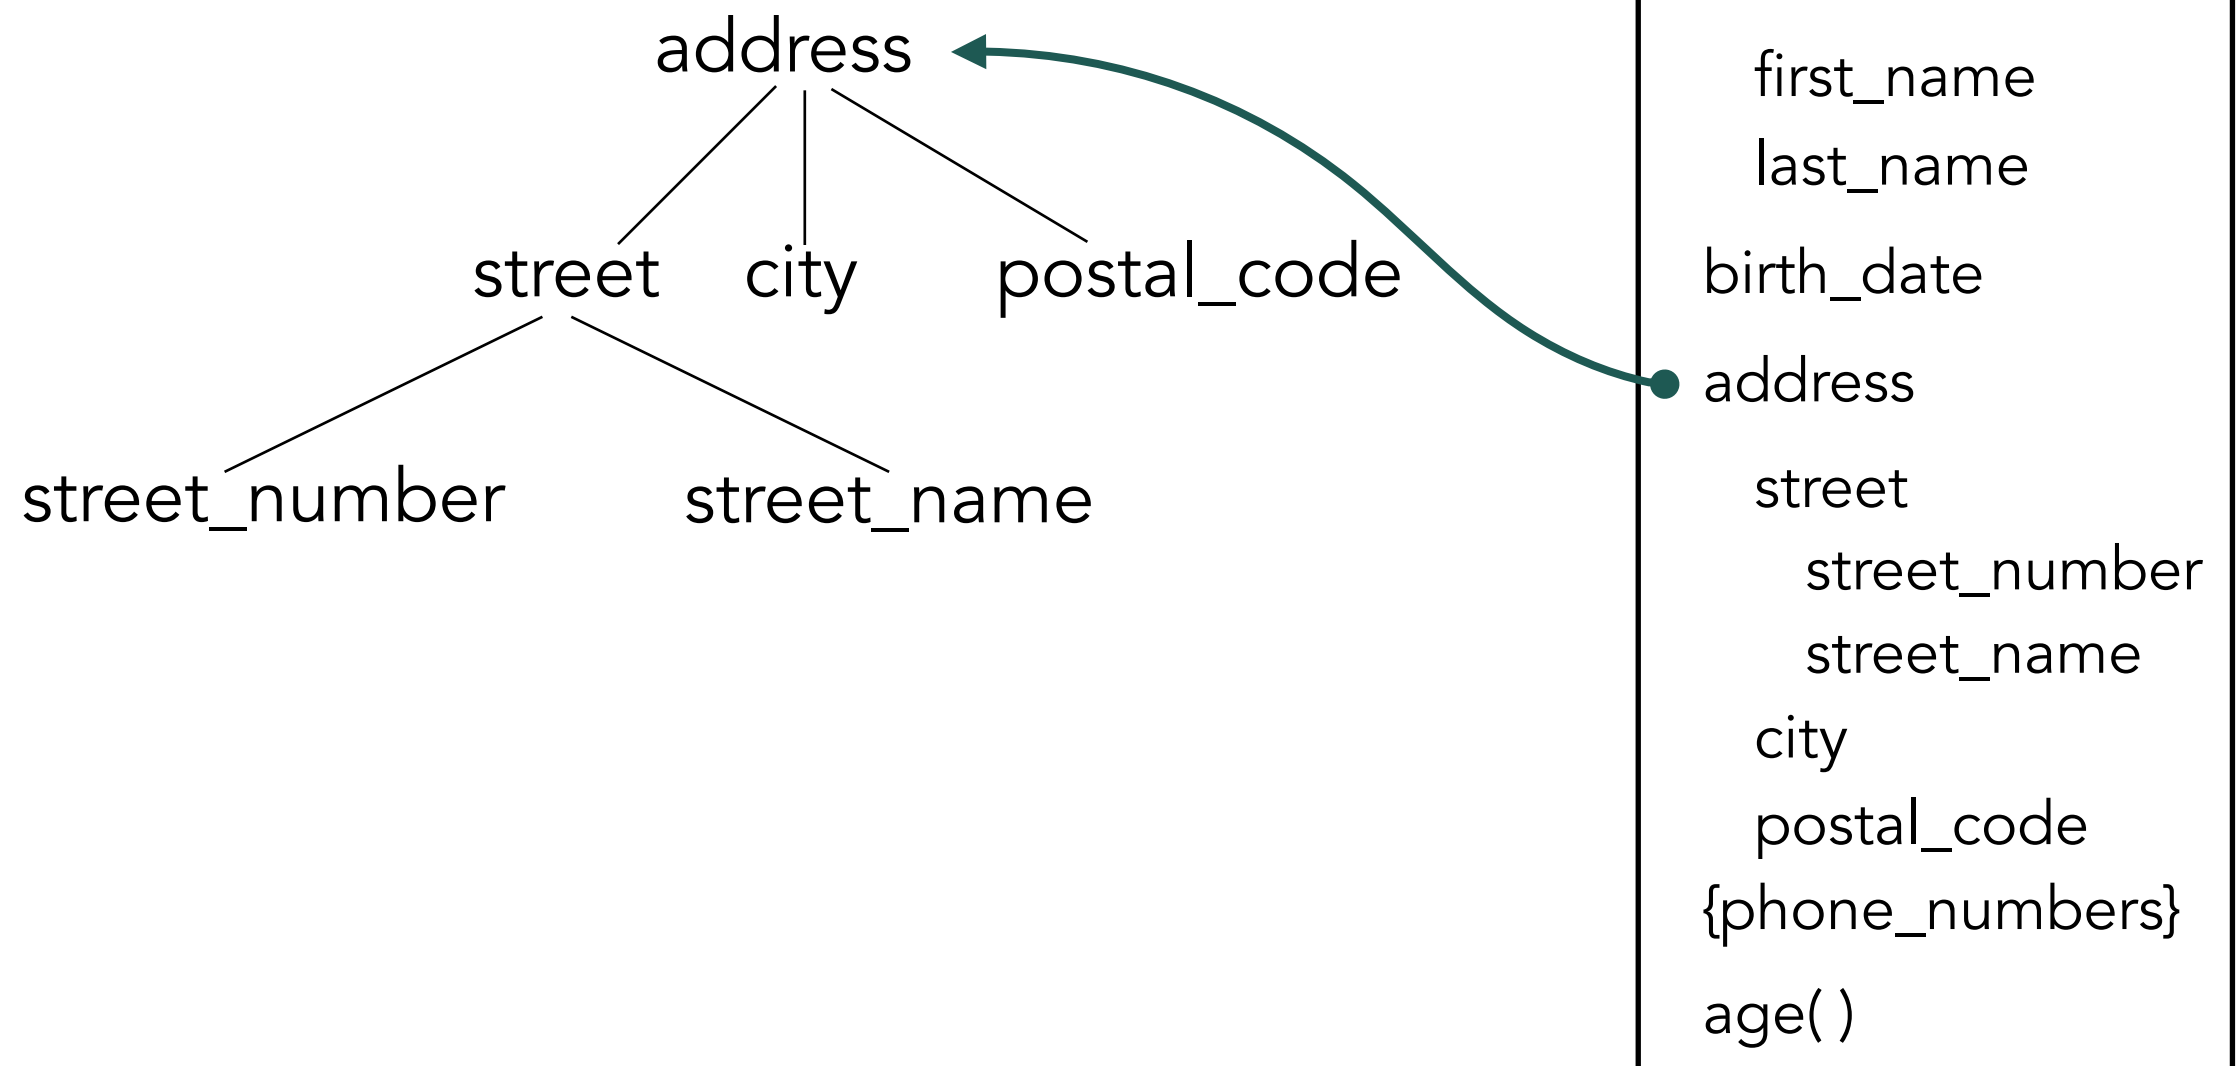 address
street city postal_code
street_number street_name
first_name
last_name
birth_date
address
street
street_number
street_name
city
postal_code
{phone_numbers}
age( )